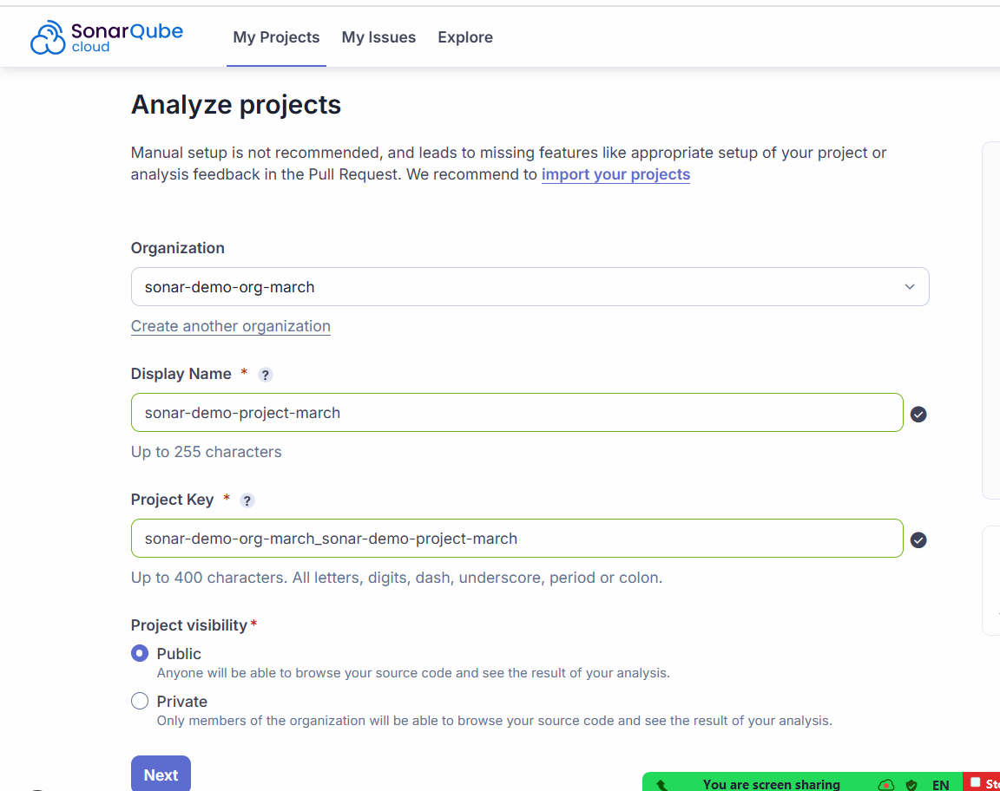 SonarQube
cloud
My Projects
My Issues
Explore
Analyze projects
Manual setup is not recommended, and leads to missing features like appropriate setup of your project or
analysis feedback in the Pull Request. We recommend to import your projects
Organization
sonar-demo-org-march
Create another organization
Display Name * ?
sonar-demo-project-march
Up to 255 characters
Project Key * ?
sonar-demo-org-march_sonar-demo-project-march
Up to 400 characters. All letters, digits, dash, underscore, period or colon.
Project visibility*
Public
Anyone will be able to browse your source code and see the result of your analysis.
Private
Only members of the organization will be able to browse your source code and see the result of your analysis.
Next
You are screen sharing
EN